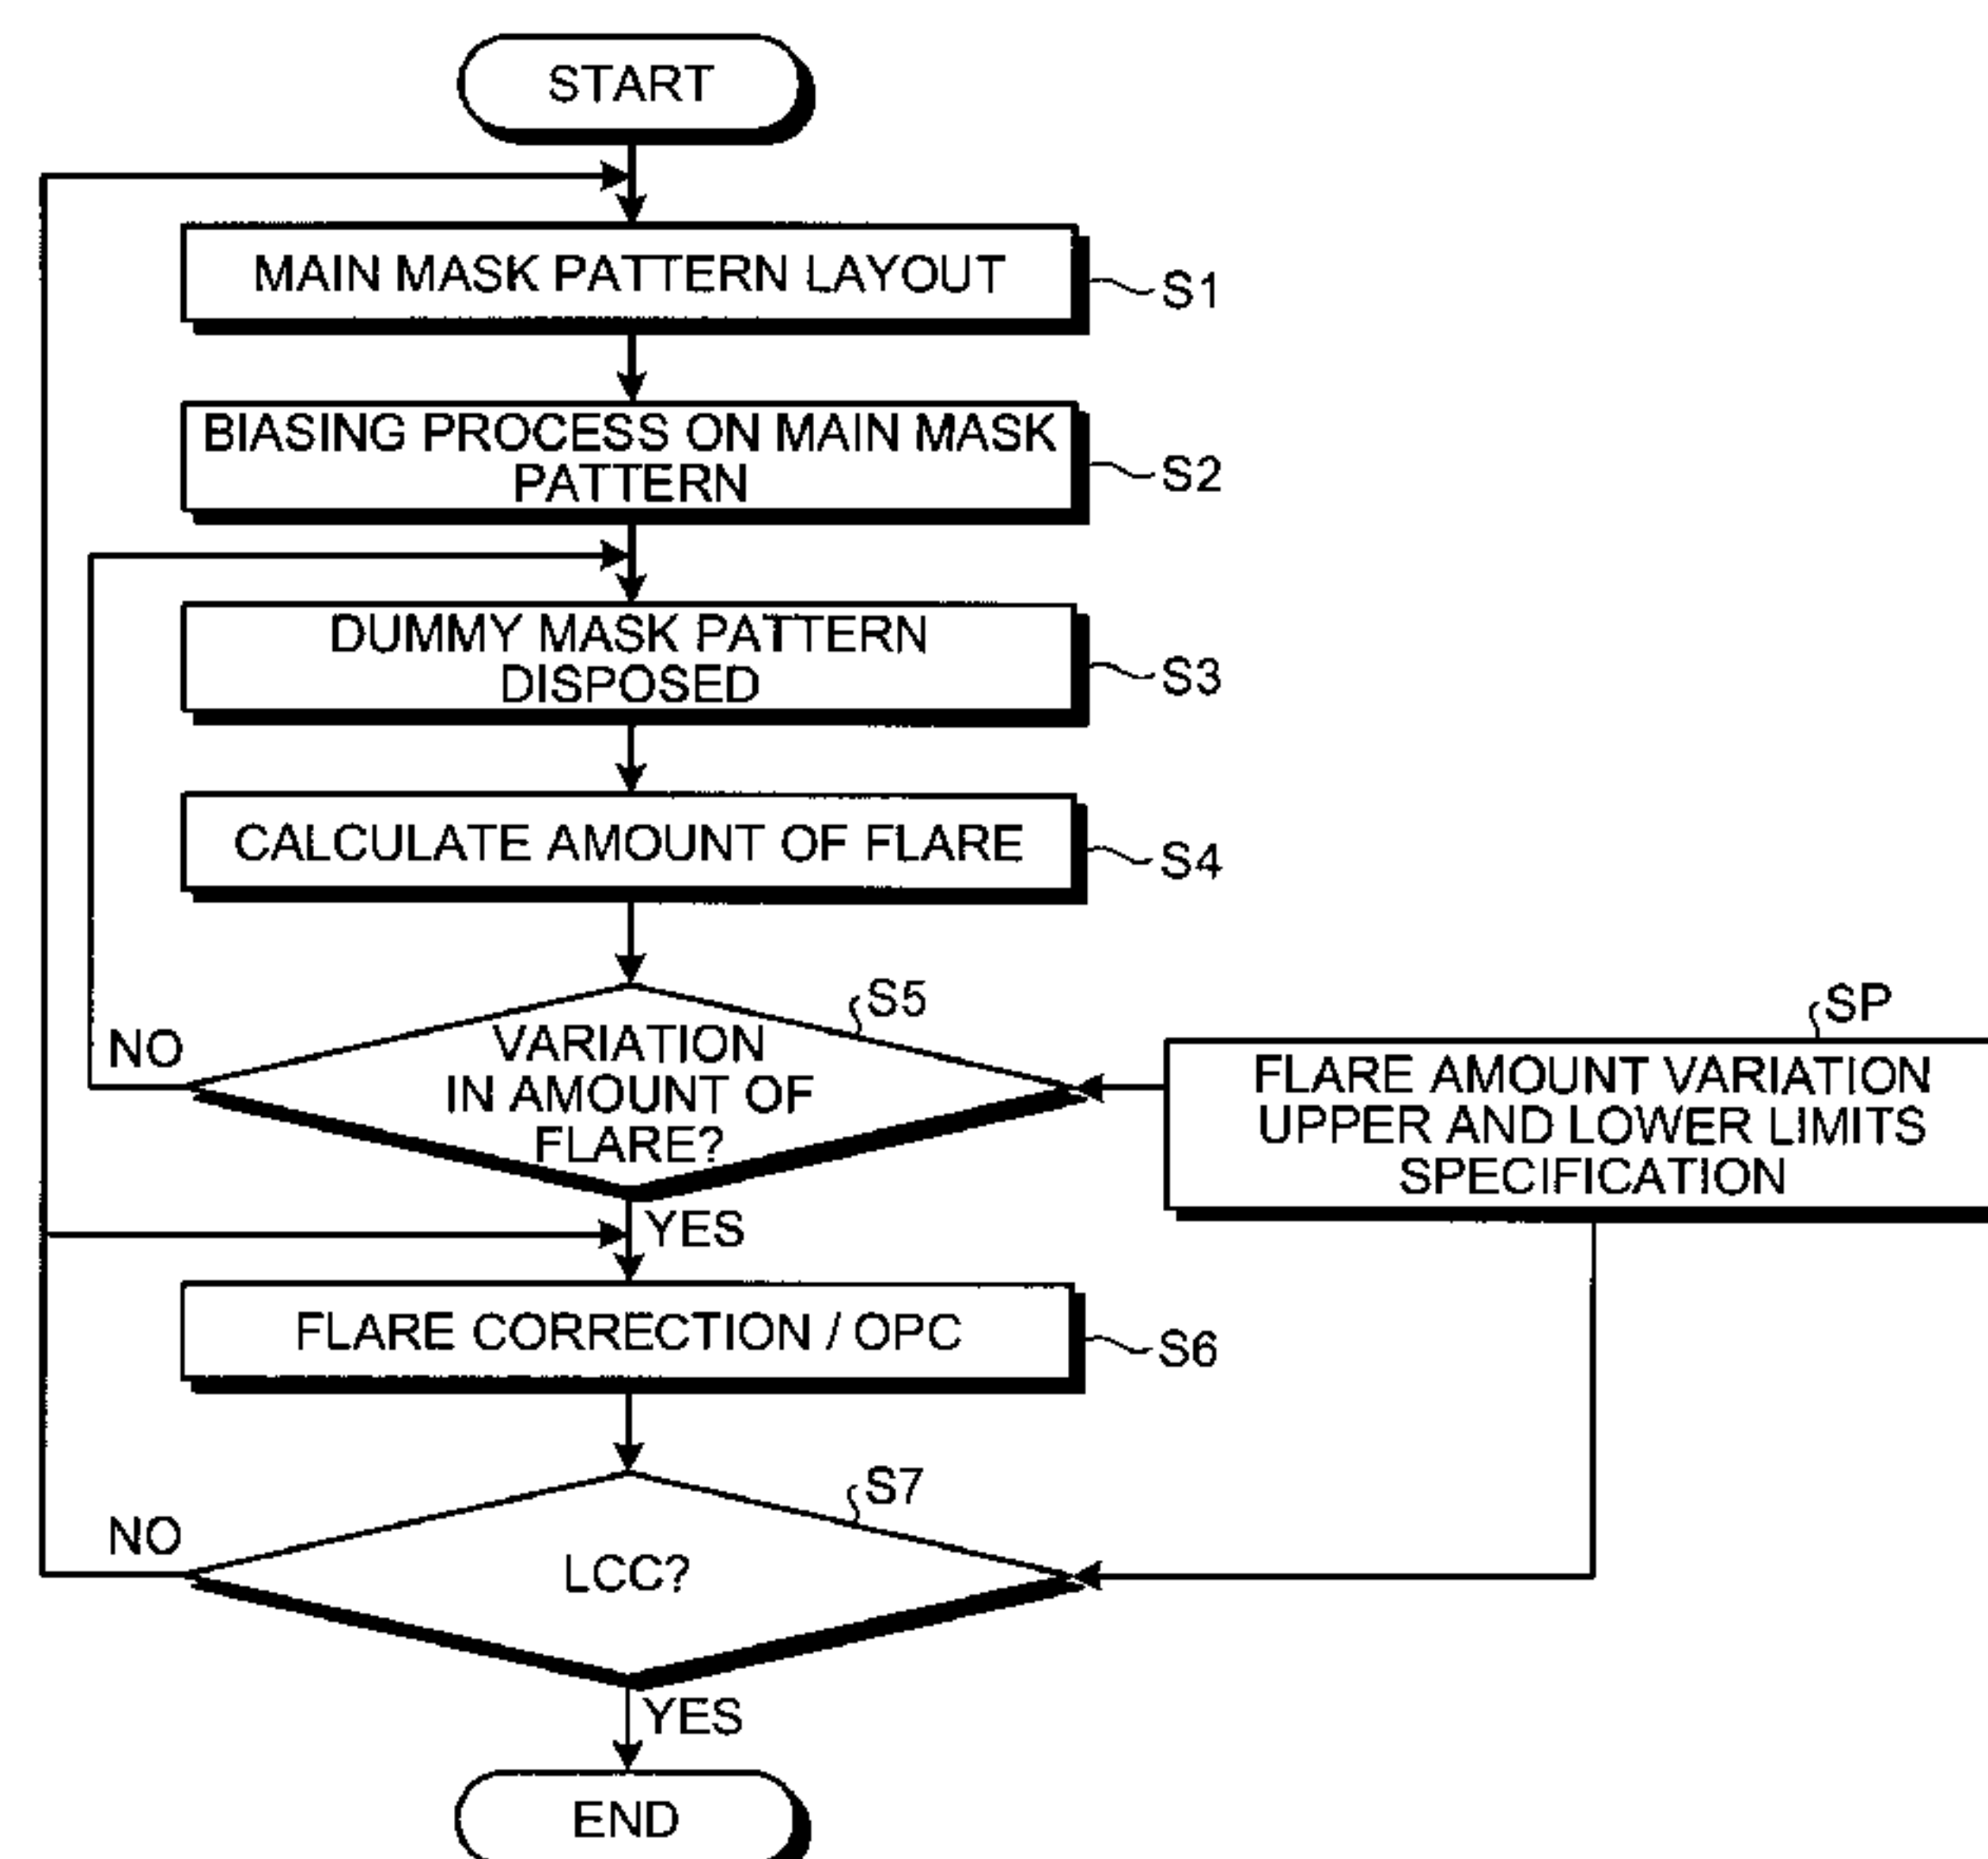 START
MAIN MASK PATTERN LAYOUT
S1
BIASING PROCESS ON MAIN MASK
PATTERN
S2
DUMMY MASK PATTERN
DISPOSED
S3
CALCULATE AMOUNT OF FLARE
S4
S5
VARIATION
IN AMOUNT OF
FLARE?
NO
YES
SP
FLARE AMOUNT VARIATION
UPPER AND LOWER LIMITS
SPECIFICATION
FLARE CORRECTION / OPC
S6
S7
LCC?
NO
YES
END